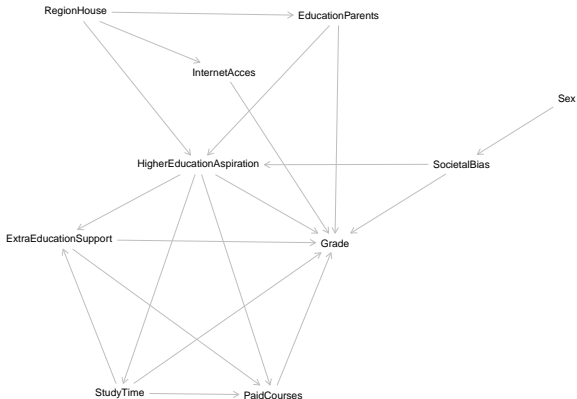 RegionHouse
EducationParents
InternetAcces
Sex
HigherEducationAspiration
SocietalBias
ExtraEducationSupport
Grade
StudyTime
PaidCourses